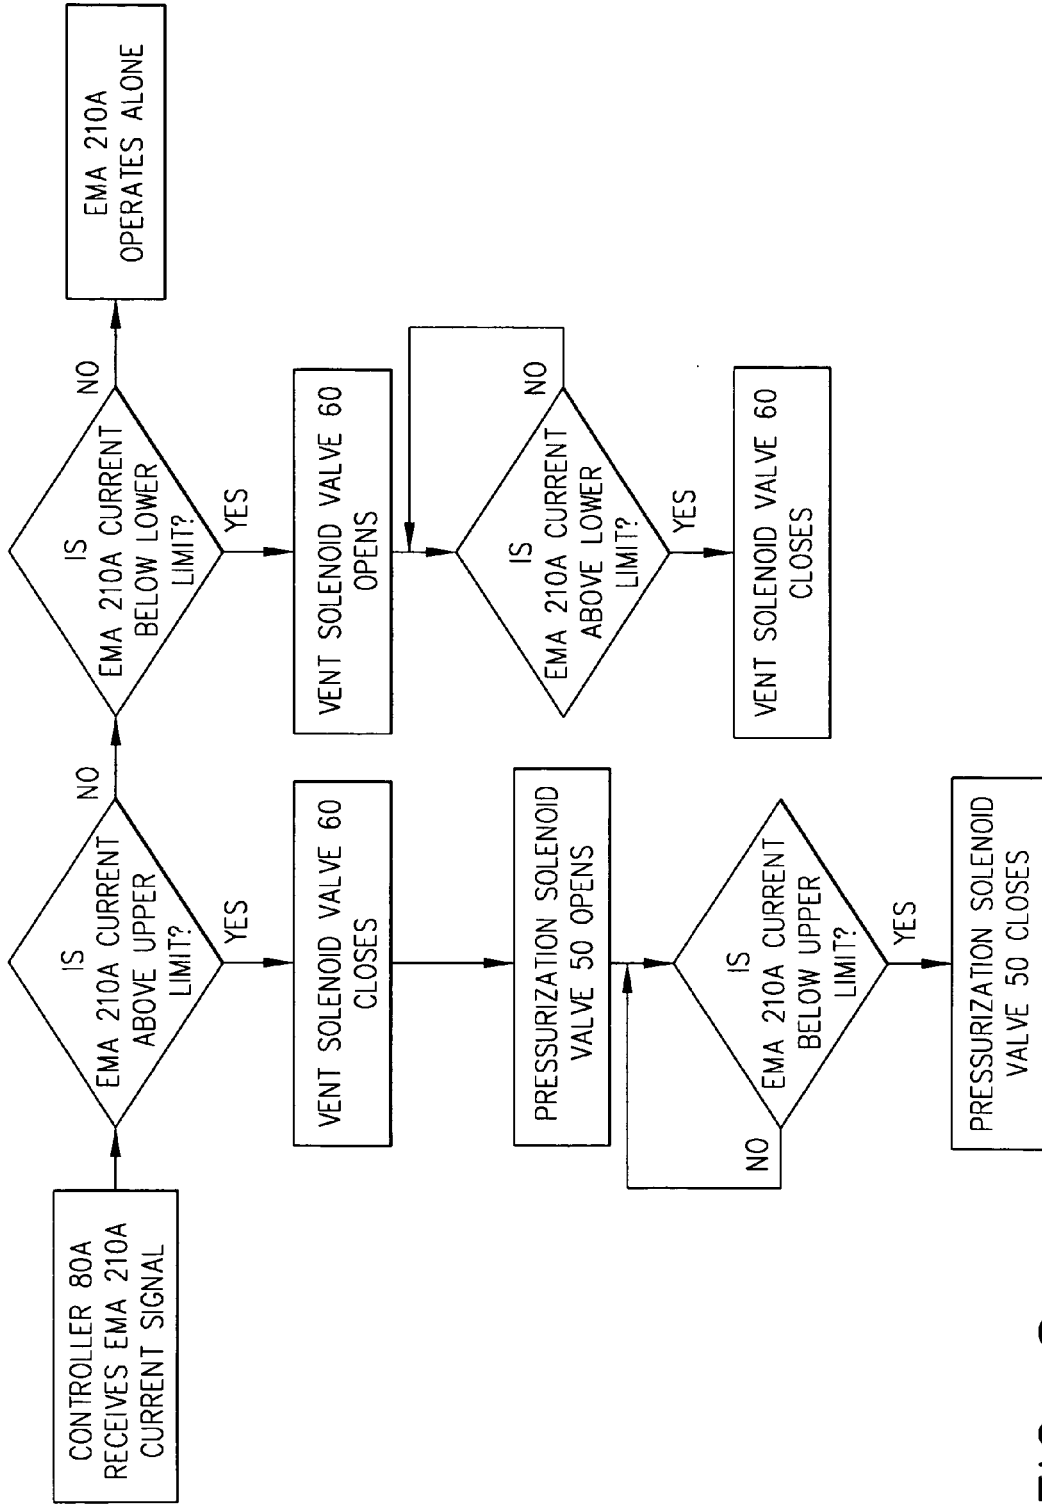 CONTROLLER 80A
RECEIVES EMA 210A
CURRENT SIGNAL
IS
EMA 210A CURRENT
ABOVE UPPER
LIMIT?
NO
YES
IS
EMA 210A CURRENT
BELOW LOWER
LIMIT?
NO
YES
EMA 210A
OPERATES ALONE
VENT SOLENOID VALVE 60
CLOSES
VENT SOLENOID VALVE 60
OPENS
PRESSURIZATION SOLENOID
VALVE 50 OPENS
IS
EMA 210A CURRENT
ABOVE LOWER
LIMIT?
NO
YES
IS
EMA 210A CURRENT
BELOW UPPER
LIMIT?
NO
YES
VENT SOLENOID VALVE 60
CLOSES
PRESSURIZATION SOLENOID
VALVE 50 CLOSES